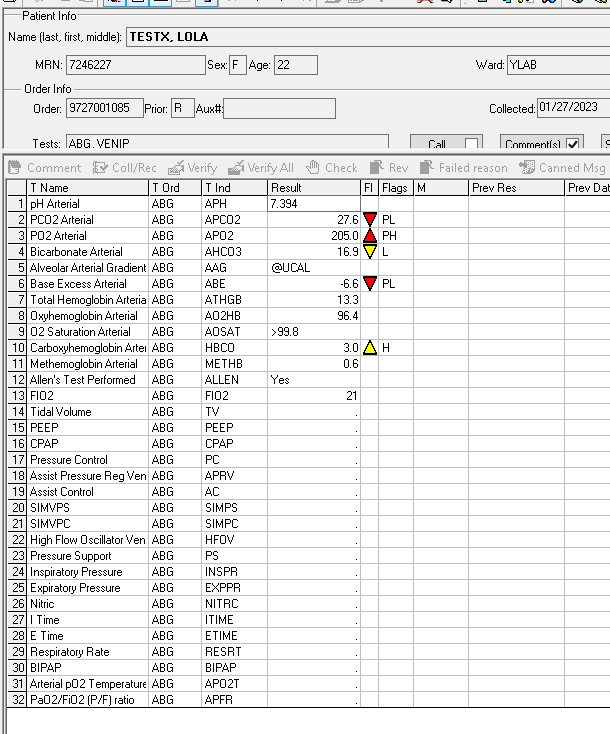 Patient Info
Name (last, first, middle): TESTX, LOLA
MRN: 7246227 Sex: F Age: 22 Ward: YLAB
Order Info
Order: 9727001085 Prior: R Aux#: Collected: 01/27/2023
Tests: ABG, VENIP Call Comment(s) S
Comment Coll/Rec Verify Verify All Check Rev Failed reason Canned Msg
T Name T Ord T Ind Result Fl Flags M Prev Res Prev Dat
1 pH Arterial ABG APH 7.394
2 PCO2 Arterial ABG APCO2 27.6 PL
3 PO2 Arterial ABG APO2 205.0 PH
4 Bicarbonate Arterial ABG AHCO3 16.9 L
5 Alveolar Arterial Gradient ABG AAG @UCAL
6 Base Excess Arterial ABG ABE -6.6 PL
7 Total Hemoglobin Arteria ABG ATHGB 13.3
8 Oxyhemoglobin Arterial ABG AO2HB 96.4
9 O2 Saturation Arterial ABG AOSAT >99.8
10 Carboxyhemoglobin Arter ABG HBCO 3.0 H
11 Methemoglobin Arterial ABG METHB 0.6
12 Allen's Test Performed ABG ALLEN Yes
13 FIO2 ABG FIO2 21
14 Tidal Volume ABG TV .
15 PEEP ABG PEEP .
16 CPAP ABG CPAP .
17 Pressure Control ABG PC .
18 Assist Pressure Reg Ven ABG APRV .
19 Assist Control ABG AC .
20 SIMVPS ABG SIMPS .
21 SIMVPC ABG SIMPC .
22 High Flow Oscillator Ven ABG HFOV .
23 Pressure Support ABG PS .
24 Inspiratory Pressure ABG INSPR .
25 Expiratory Pressure ABG EXPPR .
26 Nitric ABG NITRC .
27 I Time ABG ITIME .
28 E Time ABG ETIME .
29 Respiratory Rate ABG RESRT .
30 BIPAP ABG BIPAP .
31 Arterial pO2 Temperature ABG APO2T .
32 PaO2/FiO2 (P/F) ratio ABG APFR .